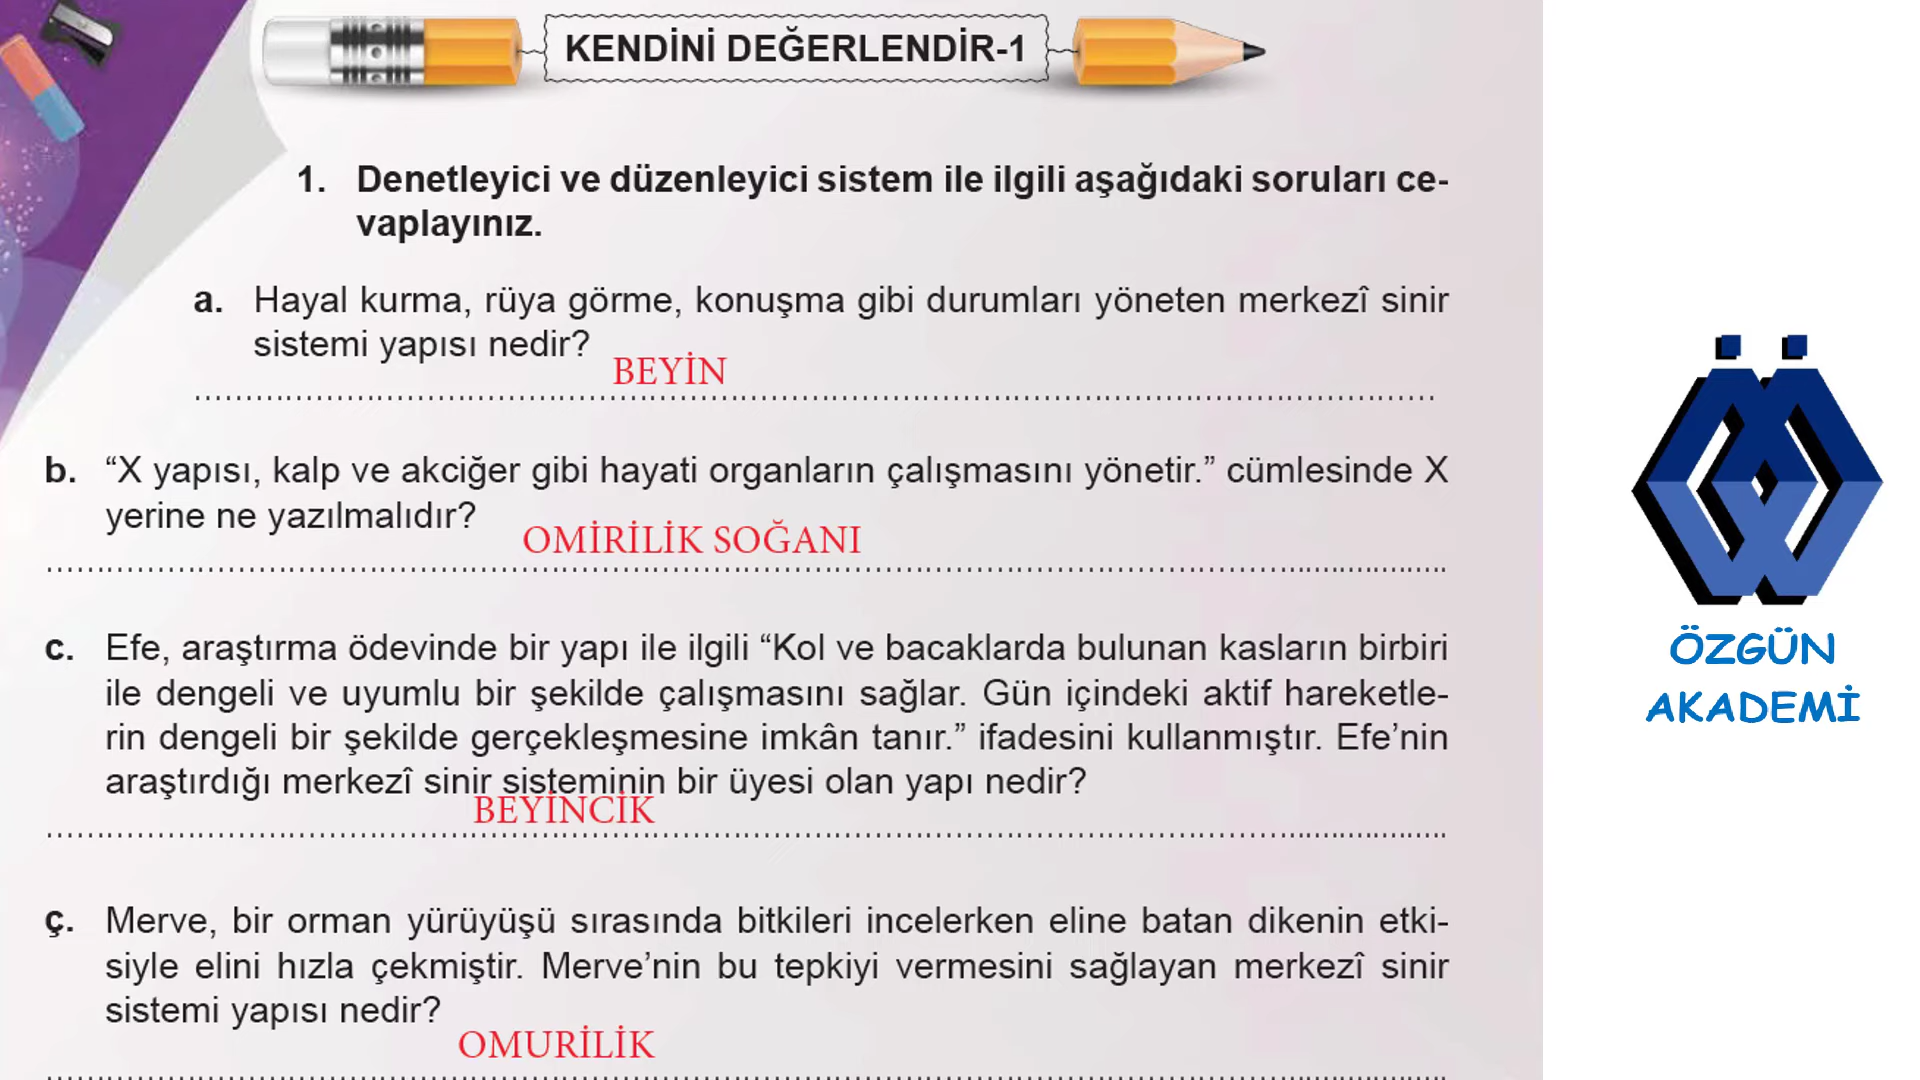 KENDİNİ DEĞERLENDİR-1
1. Denetleyici ve düzenleyici sistem ile ilgili aşağıdaki soruları ce-
vaplayınız.
a. Hayal kurma, rüya görme, konuşma gibi durumları yöneten merkezî sinir
sistemi yapısı nedir?
BEYİN
b. “X yapısı, kalp ve akciğer gibi hayati organların çalışmasını yönetir.” cümlesinde X
yerine ne yazılmalıdır?
OMİRİLİK SOĞANI
c. Efe, araştırma ödevinde bir yapı ile ilgili “Kol ve bacaklarda bulunan kasların birbiri
ile dengeli ve uyumlu bir şekilde çalışmasını sağlar. Gün içindeki aktif hareketle-
rin dengeli bir şekilde gerçekleşmesine imkân tanır.” ifadesini kullanmıştır. Efe’nin
araştırdığı merkezî sinir sisteminin bir üyesi olan yapı nedir?
BEYİNCİK
ç. Merve, bir orman yürüyüşü sırasında bitkileri incelerken eline batan dikenin etki-
siyle elini hızla çekmiştir. Merve’nin bu tepkiyi vermesini sağlayan merkezî sinir
sistemi yapısı nedir?
OMURİLİK
ÖZGÜN
AKADEMİ